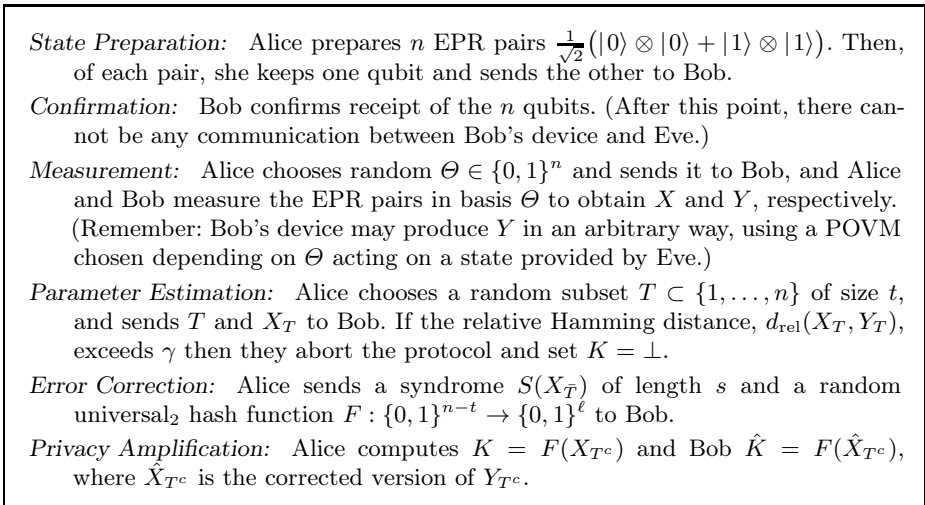 State Preparation: Alice prepares n EPR pairs 1/√2(|0⟩ ⊗ |0⟩ + |1⟩ ⊗ |1⟩). Then,
of each pair, she keeps one qubit and sends the other to Bob.
Confirmation: Bob confirms receipt of the n qubits. (After this point, there can-
not be any communication between Bob's device and Eve.)
Measurement: Alice chooses random Θ ∈ {0, 1}ⁿ and sends it to Bob, and Alice
and Bob measure the EPR pairs in basis Θ to obtain X and Y, respectively.
(Remember: Bob's device may produce Y in an arbitrary way, using a POVM
chosen depending on Θ acting on a state provided by Eve.)
Parameter Estimation: Alice chooses a random subset T ⊂ {1, . . . , n} of size t,
and sends T and X_T to Bob. If the relative Hamming distance, d_rel(X_T, Y_T),
exceeds γ then they abort the protocol and set K = ⊥.
Error Correction: Alice sends a syndrome S(X_T̄) of length s and a random
universal₂ hash function F : {0, 1}ⁿ⁻ᵗ → {0, 1}^ℓ to Bob.
Privacy Amplification: Alice computes K = F(X_{T^c}) and Bob K̂ = F(X̂_{T^c}),
where X̂_{T^c} is the corrected version of Y_{T^c}.